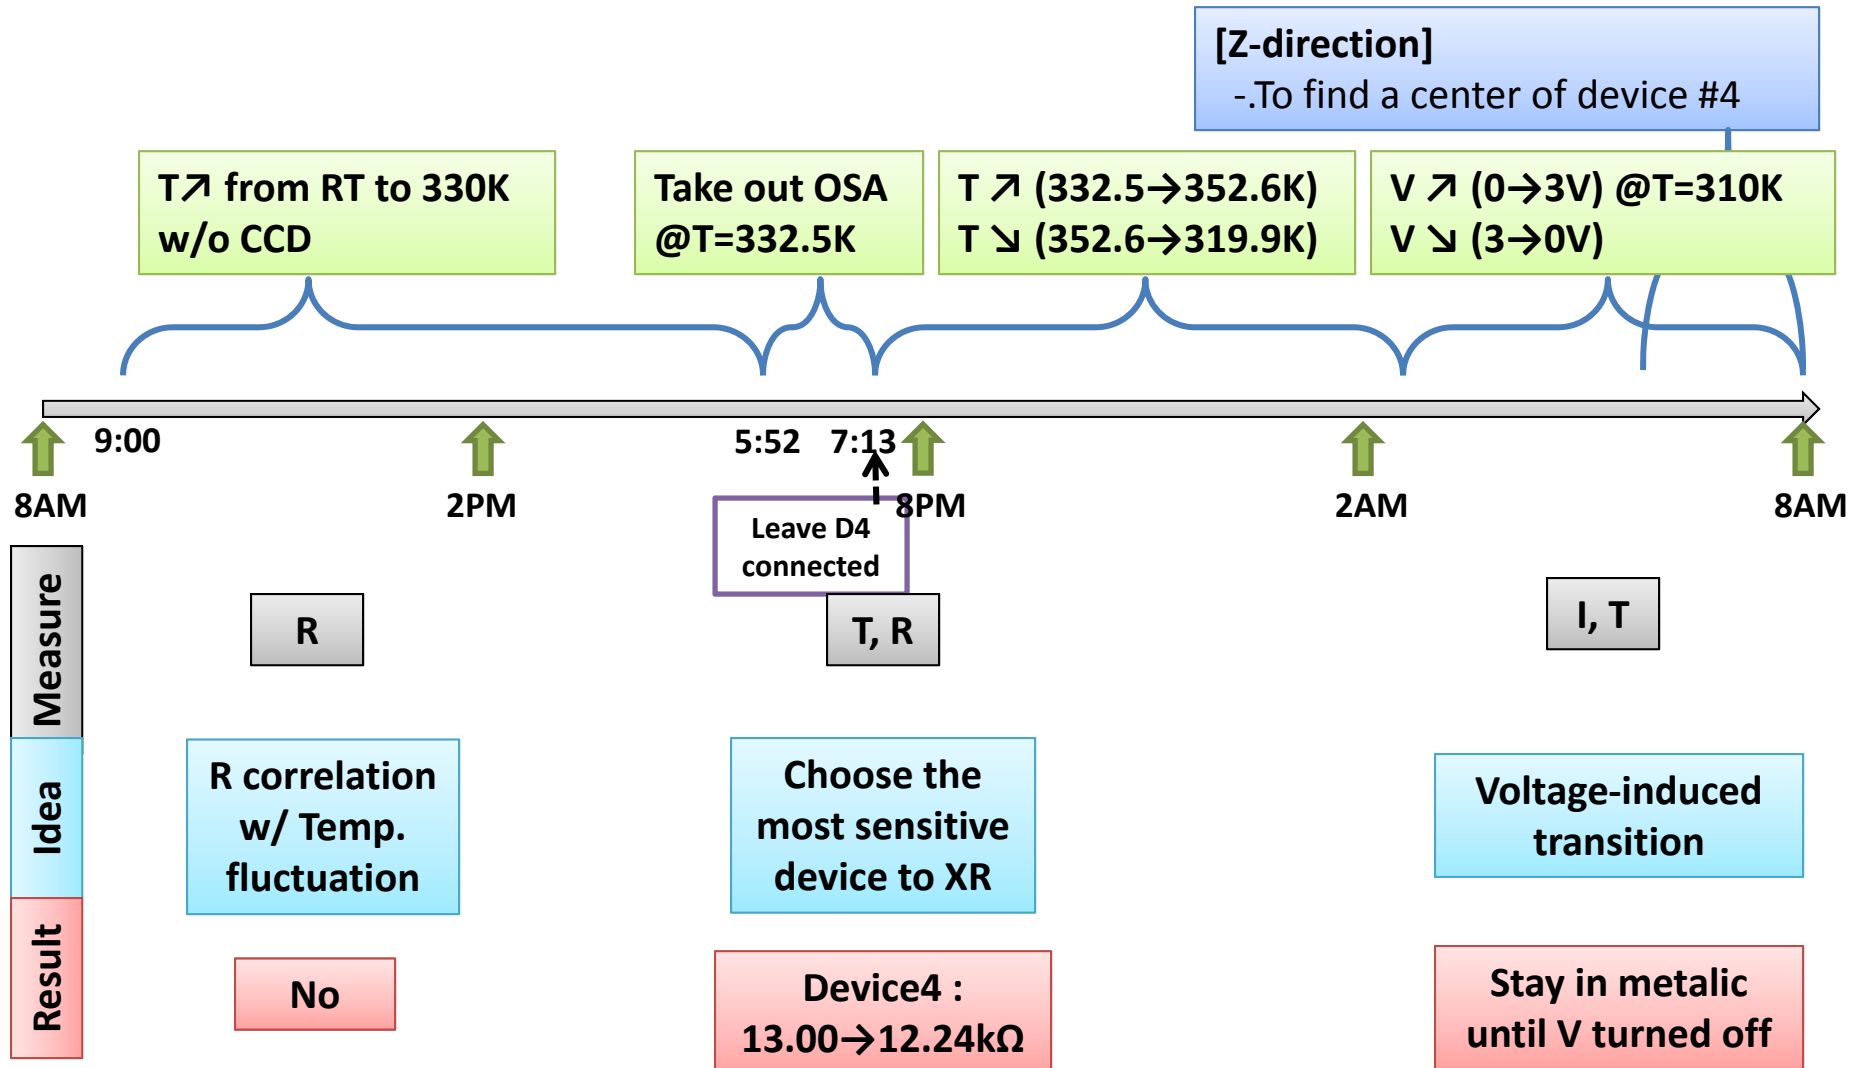 [Z-direction]
-.To find a center of device #4
T↗ from RT to 330K
w/o CCD
Take out OSA
@T=332.5K
T ↗ (332.5→352.6K)
T ↘ (352.6→319.9K)
V ↗ (0→3V) @T=310K
V ↘ (3→0V)
9:00
5:52
7:13
8AM
2PM
8PM
2AM
8AM
Leave D4
connected
Measure
R
T, R
I, T
Idea
R correlation
w/ Temp.
fluctuation
Choose the
most sensitive
device to XR
Voltage-induced
transition
Result
No
Device4 :
13.00→12.24kΩ
Stay in metalic
until V turned off